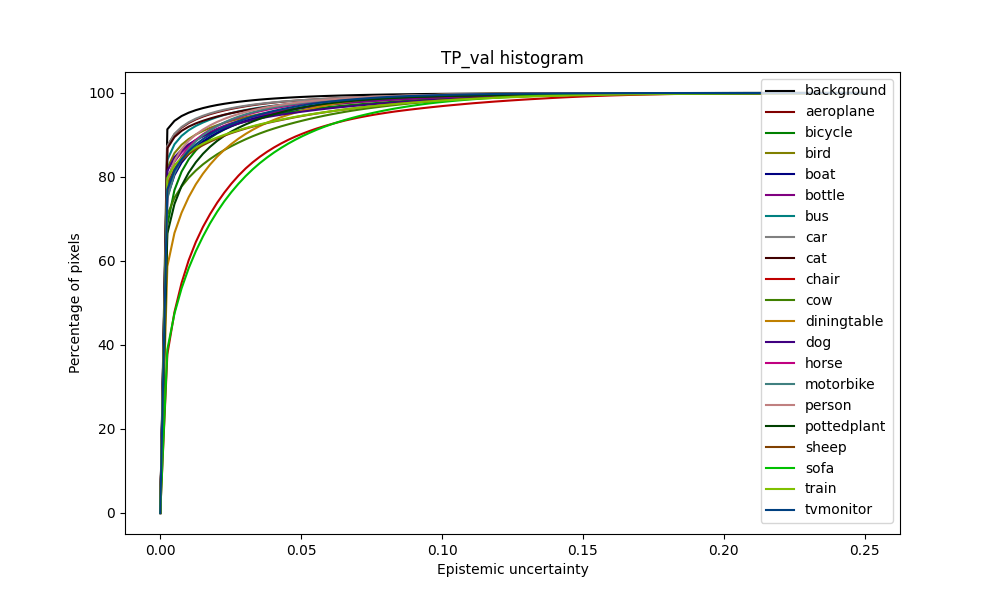 TP_val histogram
Percentage of pixels
100
80
60
40
20
0
0.00
0.05
0.10
0.15
0.20
0.25
Epistemic uncertainty
background
aeroplane
bicycle
bird
boat
bottle
bus
car
cat
chair
cow
diningtable
dog
horse
motorbike
person
pottedplant
sheep
sofa
train
tvmonitor